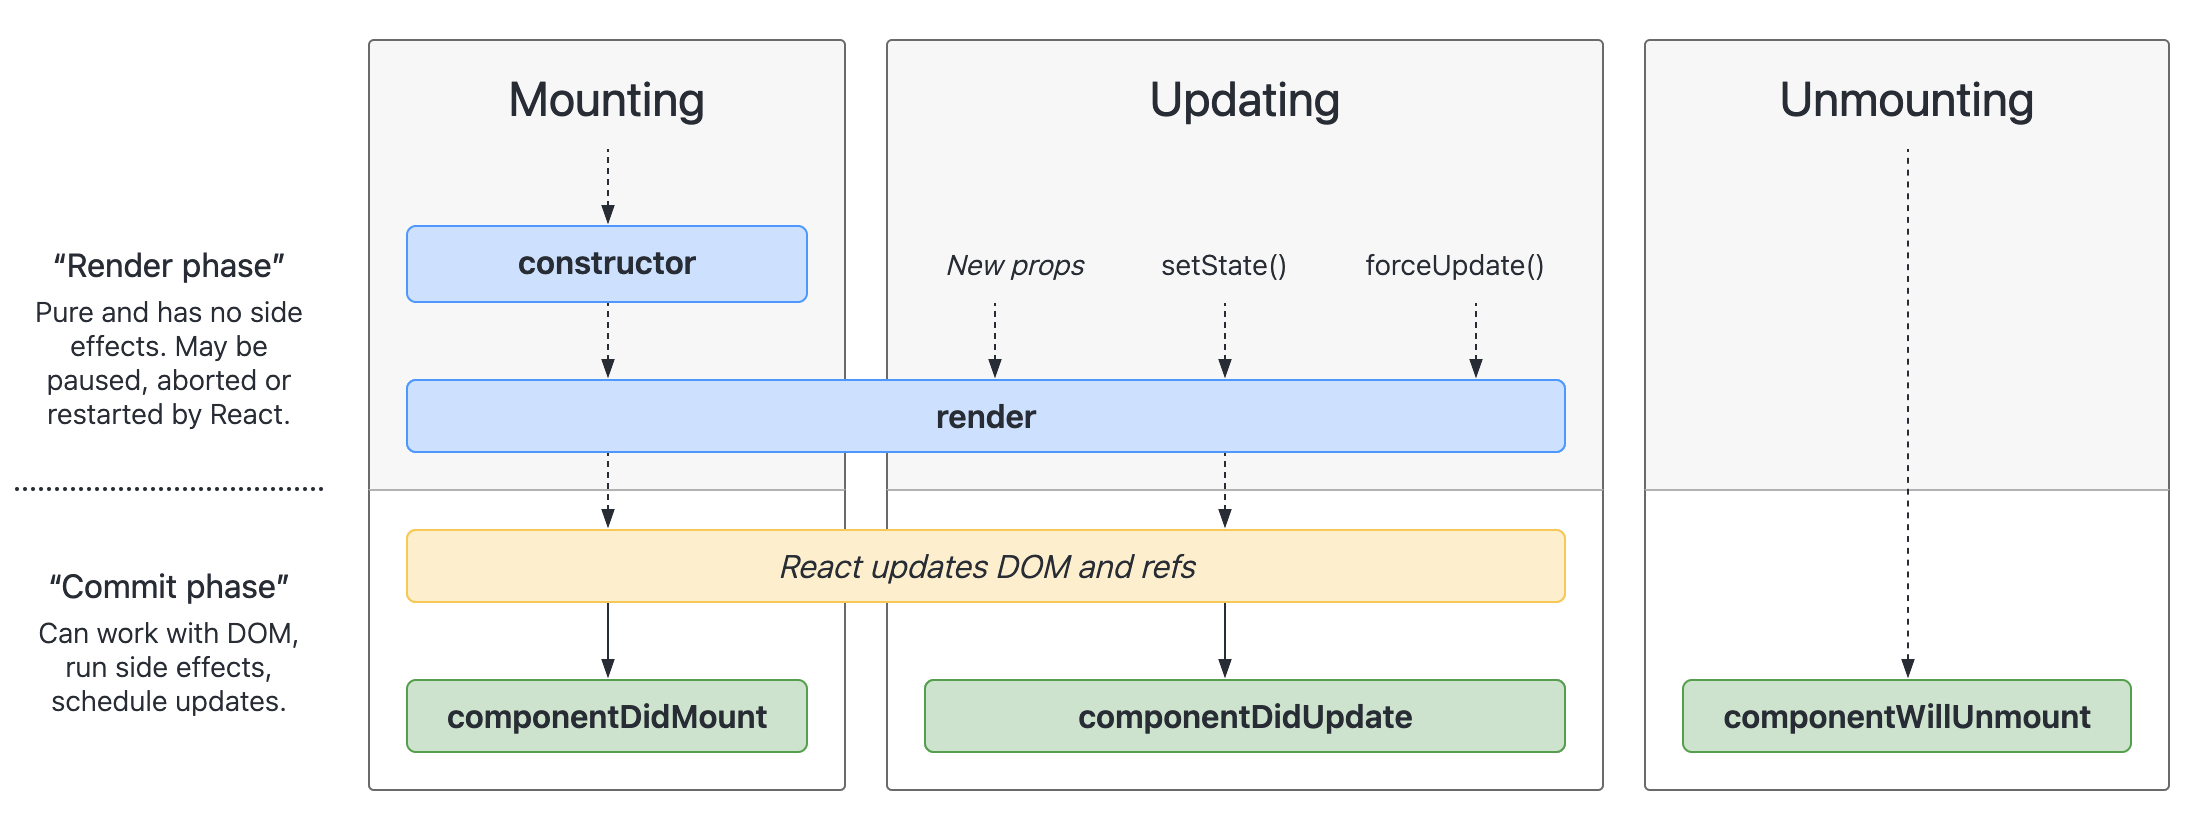 Mounting
Updating
Unmounting
“Render phase”
Pure and has no side
effects. May be
paused, aborted or
restarted by React.
constructor
New props
setState()
forceUpdate()
render
“Commit phase”
Can work with DOM,
run side effects,
schedule updates.
React updates DOM and refs
componentDidMount
componentDidUpdate
componentWillUnmount